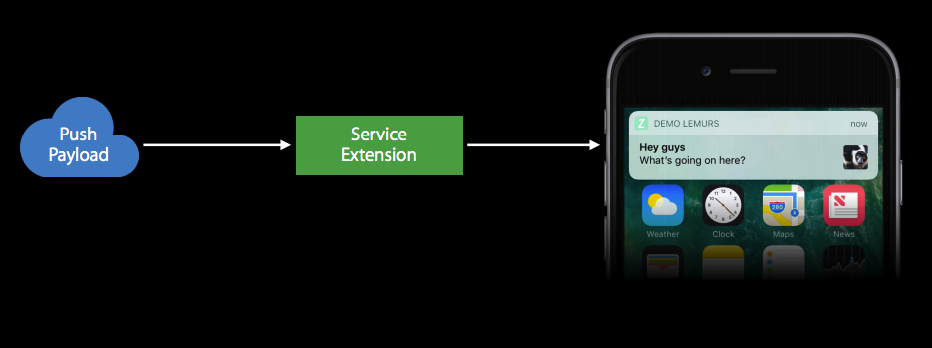 Push
Payload
Service
Extension
Z
DEMO LEMURS
now
Hey guys
What's going on here?
280
Weather
Clock
Maps
News